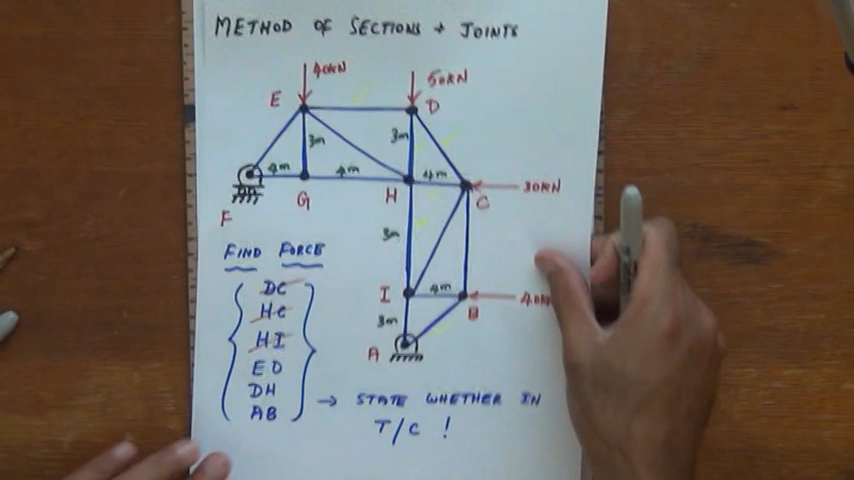 METHOD OF SECTIONS + JOINTS
40KN
50KN
E
D
3m
3m
4m
4m
4m
30KN
F
G
H
C
3m
FIND FORCE
DC
HC
HI
ED
DH
AB
I
4m
40
B
3m
A
→ STATE WHETHER IN
T/C !